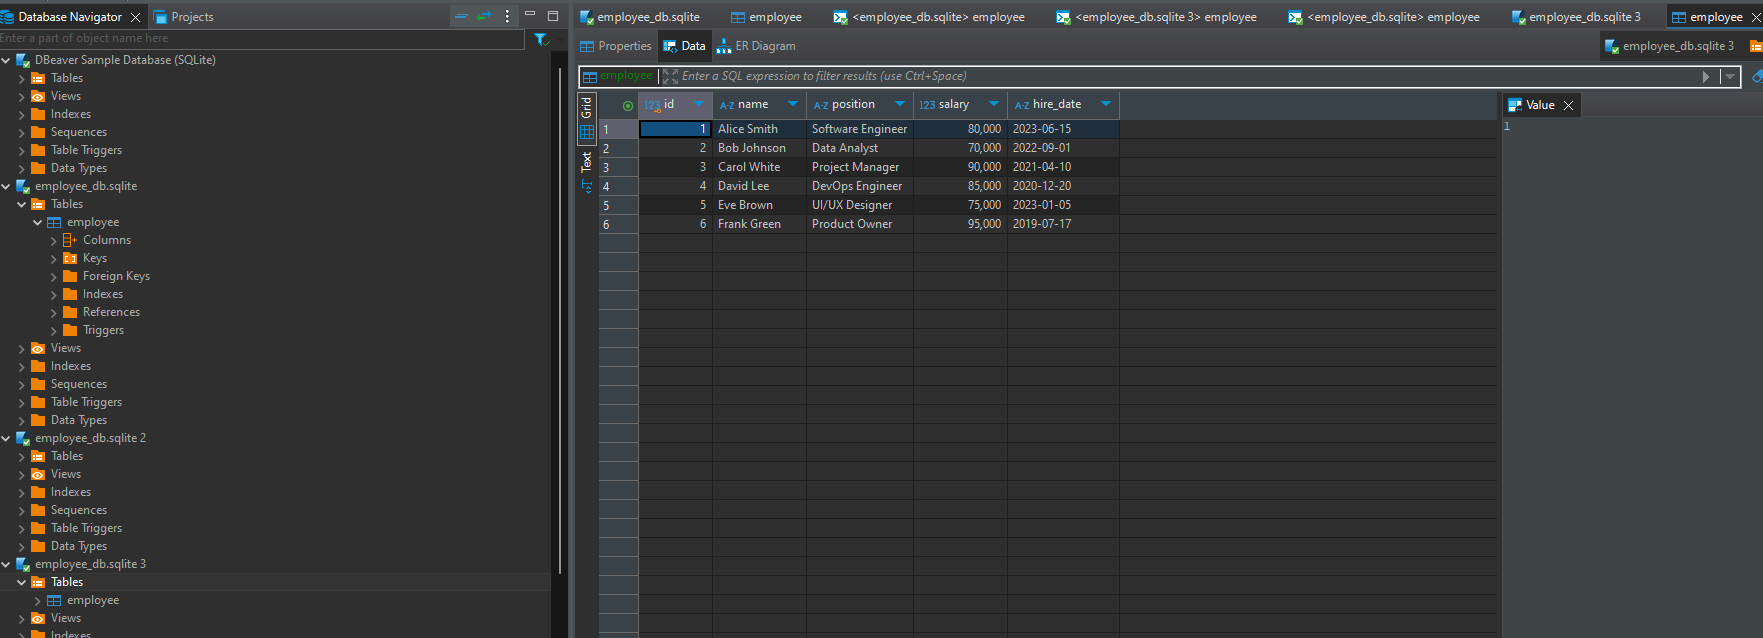 Database Navigator
Projects
Enter a part of object name here
DBeaver Sample Database (SQLite)
Tables
Views
Indexes
Sequences
Table Triggers
Data Types
employee_db.sqlite
Tables
employee
Columns
Keys
Foreign Keys
Indexes
References
Triggers
Views
Indexes
Sequences
Table Triggers
Data Types
employee_db.sqlite 2
Tables
Views
Indexes
Sequences
Table Triggers
Data Types
employee_db.sqlite 3
Tables
employee
Views
Indexes
employee_db.sqlite employee <employee_db.sqlite> employee <employee_db.sqlite 3> employee <employee_db.sqlite> employee employee_db.sqlite 3 employee
Properties Data ER Diagram employee_db.sqlite 3
employee Enter a SQL expression to filter results (use Ctrl+Space)
Grid
Text
123 id A-Z name A-Z position 123 salary A-Z hire_date
1 1 Alice Smith Software Engineer 80,000 2023-06-15
2 2 Bob Johnson Data Analyst 70,000 2022-09-01
3 3 Carol White Project Manager 90,000 2021-04-10
4 4 David Lee DevOps Engineer 85,000 2020-12-20
5 5 Eve Brown UI/UX Designer 75,000 2023-01-05
6 6 Frank Green Product Owner 95,000 2019-07-17
Value
1